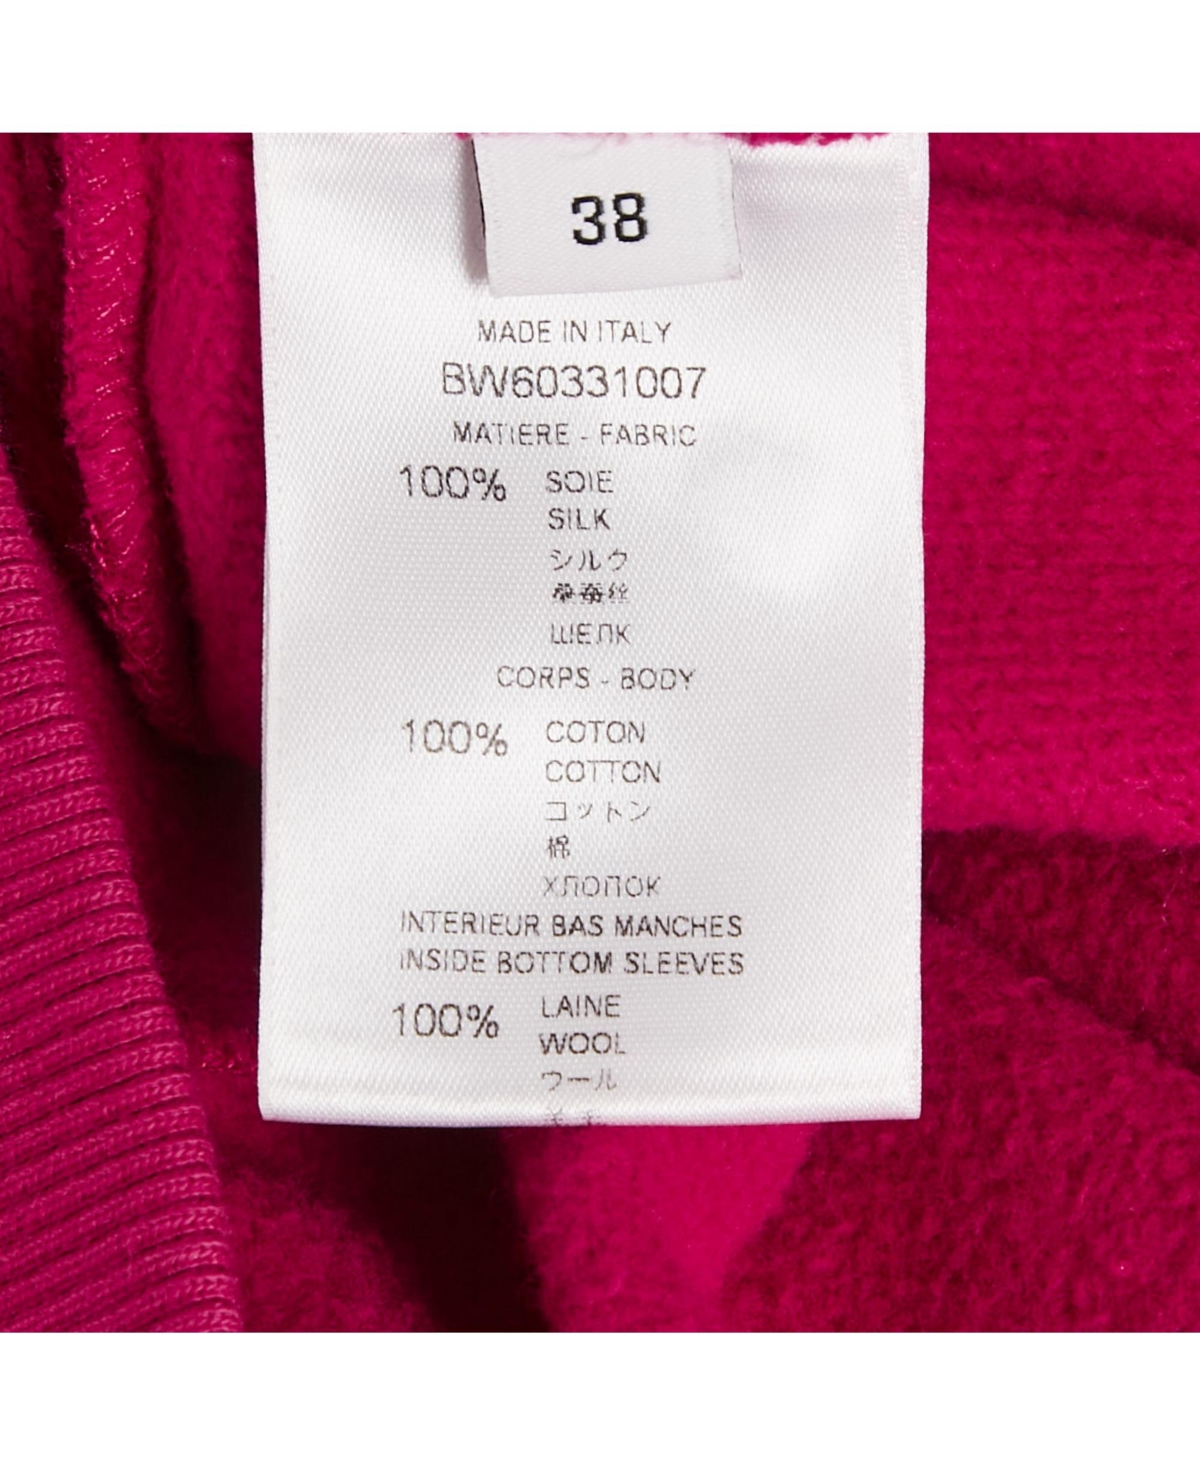 38
MADE IN ITALY
BW60331007
MATIERE - FABRIC
100% SOIE
SILK
シルク
桑蚕丝
ШЕЛК
CORPS - BODY
100% COTON
COTTON
コットン
棉
ХЛОПОК
INTERIEUR BAS MANCHES
INSIDE BOTTOM SLEEVES
100% LAINE
WOOL
ウール